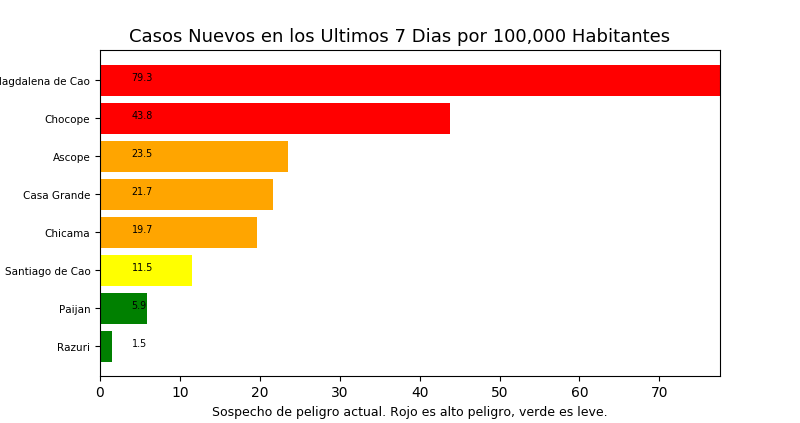 Casos Nuevos en los Ultimos 7 Dias por 100,000 Habitantes
agdalena de Cao 79.3
Chocope 43.8
Ascope 23.5
Casa Grande 21.7
Chicama 19.7
Santiago de Cao 11.5
Paijan 5.9
Razuri 1.5
0 10 20 30 40 50 60 70
Sospecho de peligro actual. Rojo es alto peligro, verde es leve.